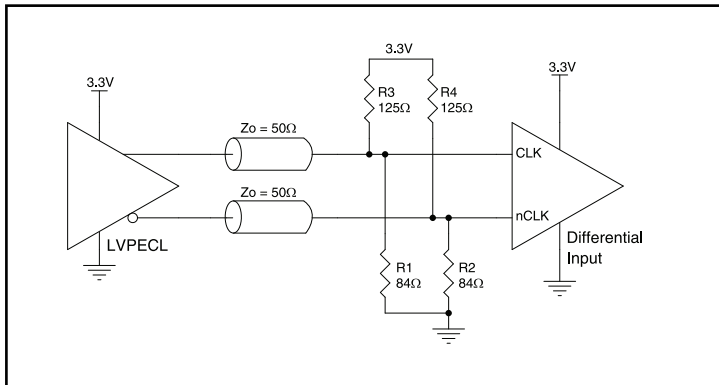 3.3V
3.3V
3.3V
R3
125Ω
R4
125Ω
Zo = 50Ω
CLK
Zo = 50Ω
nCLK
LVPECL
Differential
Input
R1
84Ω
R2
84Ω